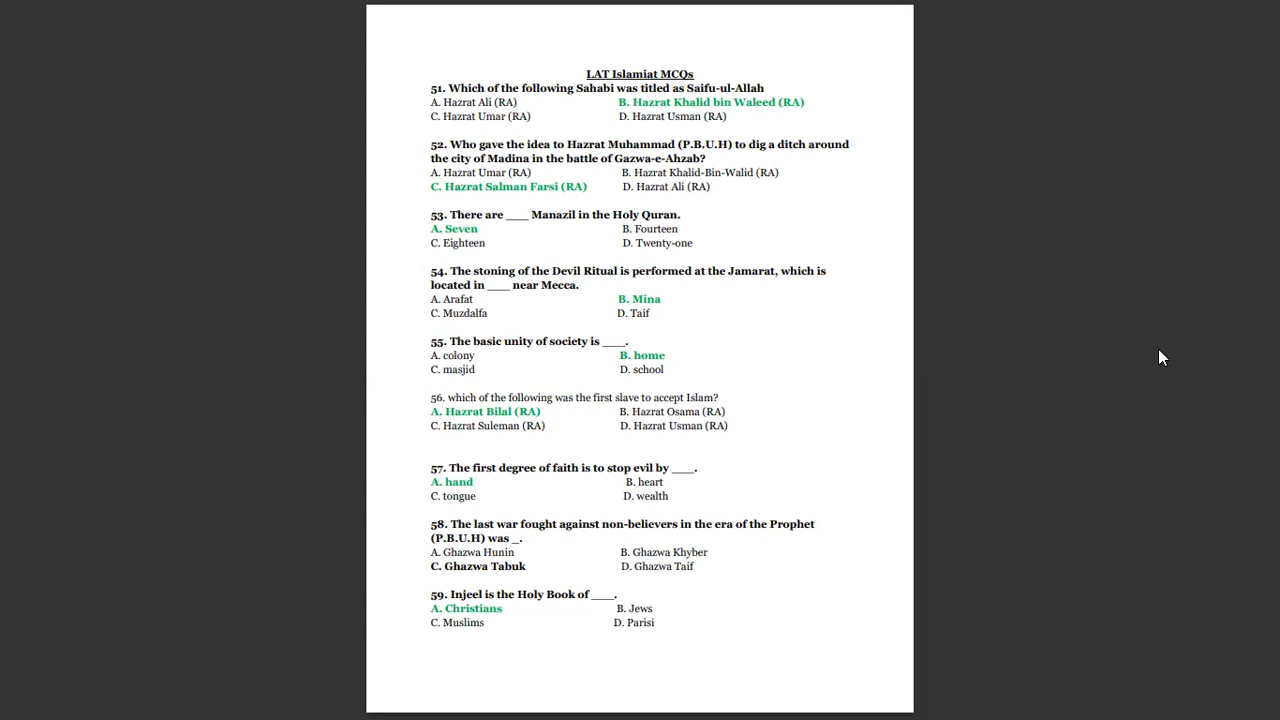 LAT Islamiat MCQs
51. Which of the following Sahabi was titled as Saifu-ul-Allah
A. Hazrat Ali (RA) B. Hazrat Khalid bin Waleed (RA)
C. Hazrat Umar (RA) D. Hazrat Usman (RA)
52. Who gave the idea to Hazrat Muhammad (P.B.U.H) to dig a ditch around
the city of Madina in the battle of Gazwa-e-Ahzab?
A. Hazrat Umar (RA) B. Hazrat Khalid-Bin-Walid (RA)
C. Hazrat Salman Farsi (RA) D. Hazrat Ali (RA)
53. There are ___ Manazil in the Holy Quran.
A. Seven B. Fourteen
C. Eighteen D. Twenty-one
54. The stoning of the Devil Ritual is performed at the Jamarat, which is
located in ___ near Mecca.
A. Arafat B. Mina
C. Muzdalfa D. Taif
55. The basic unity of society is ___.
A. colony B. home
C. masjid D. school
56. which of the following was the first slave to accept Islam?
A. Hazrat Bilal (RA) B. Hazrat Osama (RA)
C. Hazrat Suleman (RA) D. Hazrat Usman (RA)
57. The first degree of faith is to stop evil by ___.
A. hand B. heart
C. tongue D. wealth
58. The last war fought against non-believers in the era of the Prophet
(P.B.U.H) was _.
A. Ghazwa Hunin B. Ghazwa Khyber
C. Ghazwa Tabuk D. Ghazwa Taif
59. Injeel is the Holy Book of ___.
A. Christians B. Jews
C. Muslims D. Parisi